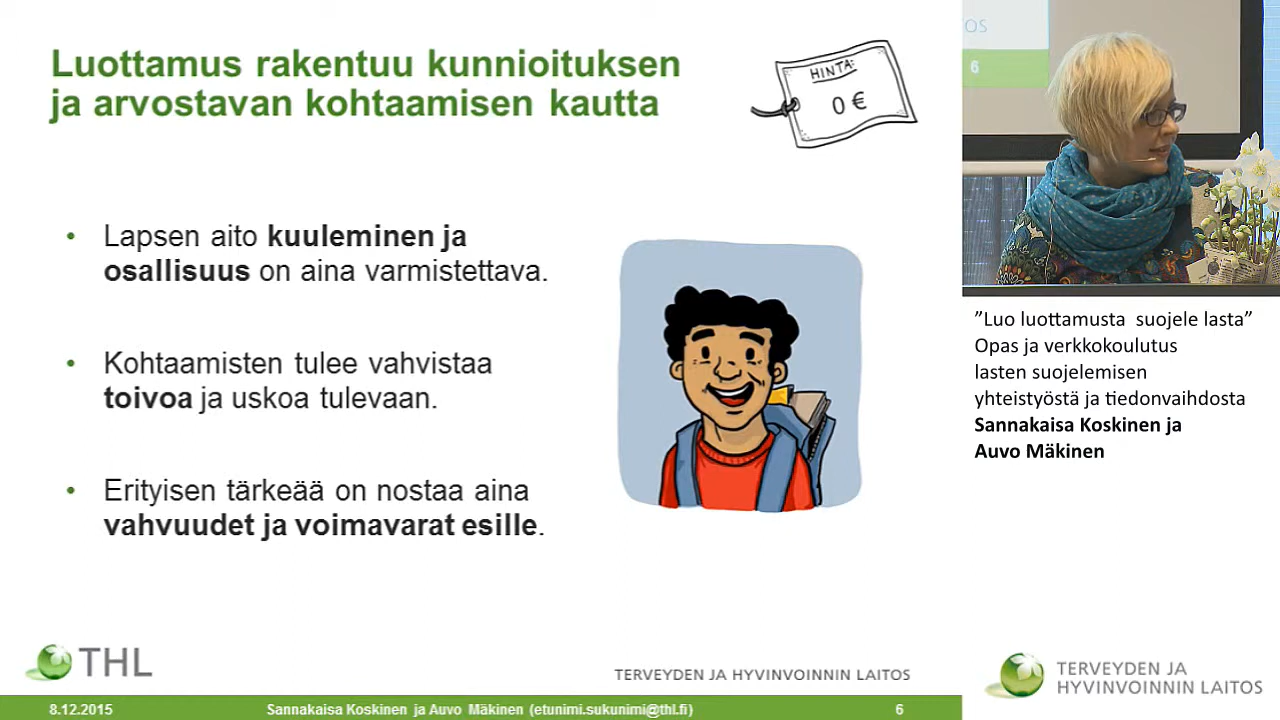 Luottamus rakentuu kunnioituksen
ja arvostavan kohtaamisen kautta
HINTA:
0 €
• Lapsen aito kuuleminen ja
osallisuus on aina varmistettava.
• Kohtaamisten tulee vahvistaa
toivoa ja uskoa tulevaan.
• Erityisen tärkeää on nostaa aina
vahvuudet ja voimavarat esille.
THL
TERVEYDEN JA HYVINVOINNIN LAITOS
8.12.2015
Sannakaisa Koskinen ja Auvo Mäkinen (etunimi.sukunimi@thl.fi)
6
ITOS
6
”Luo luottamusta suojele lasta”
Opas ja verkkokoulutus
lasten suojelemisen
yhteistyöstä ja tiedonvaihdosta
Sannakaisa Koskinen ja
Auvo Mäkinen
TERVEYDEN JA
HYVINVOINNIN LAITOS